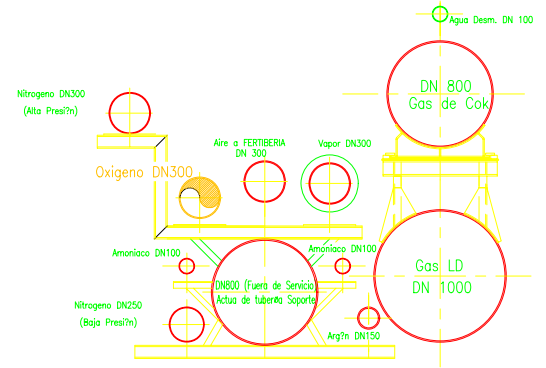 Agua Desm. DN 100
DN 800
Gas de Cok
Nitrogeno DN300
(Alta Presi?n)
Aire a FERTIBERIA
DN 300
Vapor DN300
Oxigeno DN300
Amoniaco DN100
Amoniaco DN100
Gas LD
DN 1000
DN800 (Fuera de Servicio
Actua de tuberøa Soporte
Nitrogeno DN250
(Baja Presi?n)
Arg?n DN150